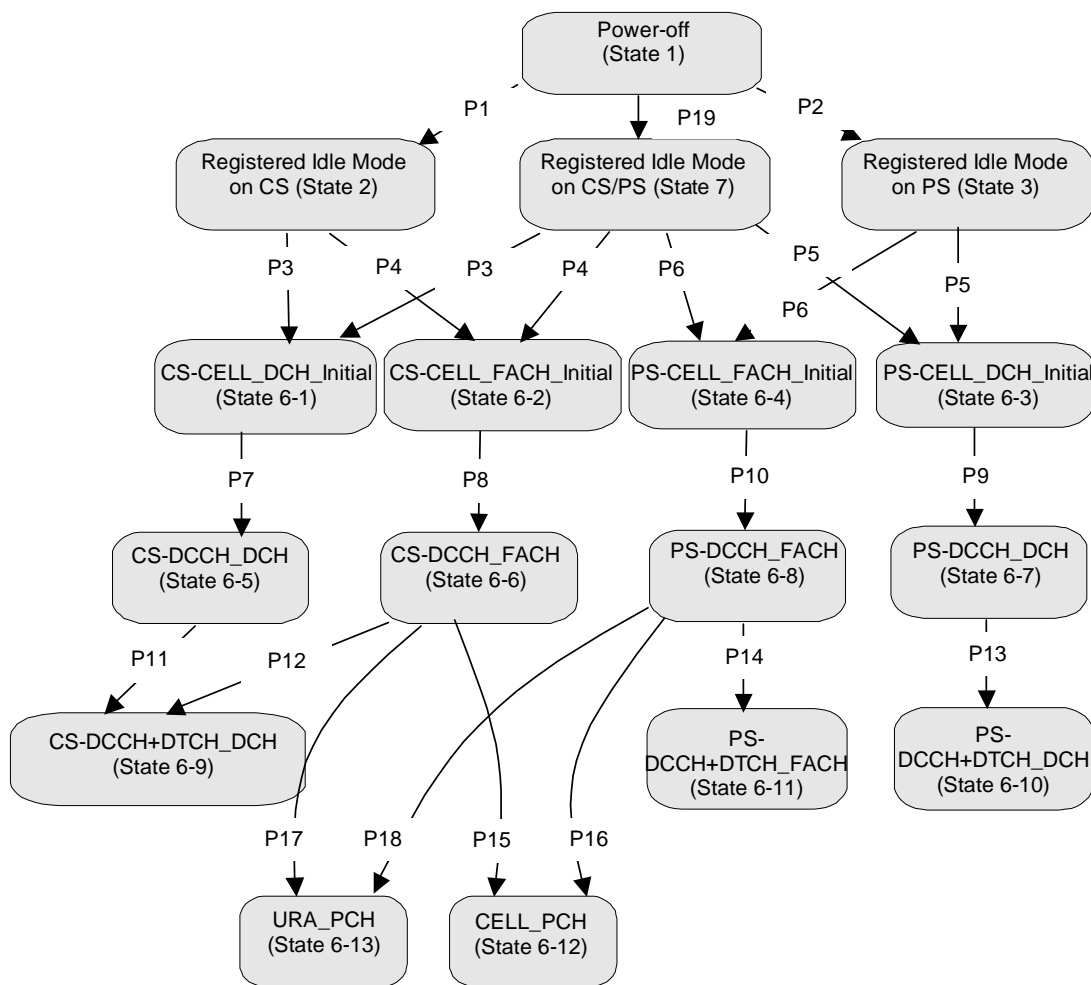 Power-off
(State 1)
P1
P19
P2
Registered Idle Mode
on CS (State 2)
Registered Idle Mode
on CS/PS (State 7)
Registered Idle Mode
on PS (State 3)
P3
P4
P3
P4
P6
P5
P6
P5
CS-CELL_DCH_Initial
(State 6-1)
CS-CELL_FACH_Initial
(State 6-2)
PS-CELL_FACH_Initial
(State 6-4)
PS-CELL_DCH_Initial
(State 6-3)
P7
P8
P10
P9
CS-DCCH_DCH
(State 6-5)
CS-DCCH_FACH
(State 6-6)
PS-DCCH_FACH
(State 6-8)
PS-DCCH_DCH
(State 6-7)
P11
P12
P14
P13
CS-DCCH+DTCH_DCH
(State 6-9)
PS-
DCCH+DTCH_FACH
(State 6-11)
PS-
DCCH+DTCH_DCH
(State 6-10)
P17
P18
P15
P16
URA_PCH
(State 6-13)
CELL_PCH
(State 6-12)